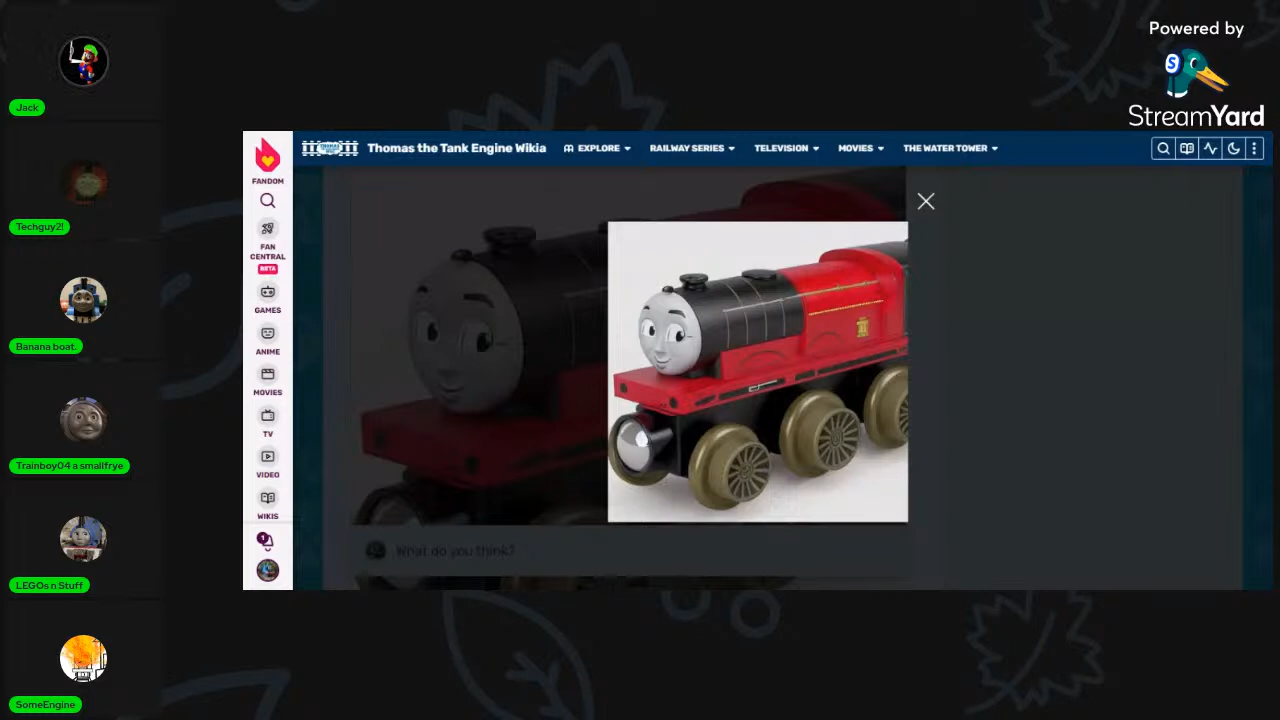 Powered by
S
StreamYard
Jack
Techguy2!
Banana boat.
Trainboy04 a smallfrye
LEGOs n Stuff
SomeEngine
FANDOM
FAN
CENTRAL
BETA
GAMES
ANIME
MOVIES
TV
VIDEO
WIKIS
1
Thomas the Tank Engine Wikia
EXPLORE
RAILWAY SERIES
TELEVISION
MOVIES
THE WATER TOWER
What do you think?